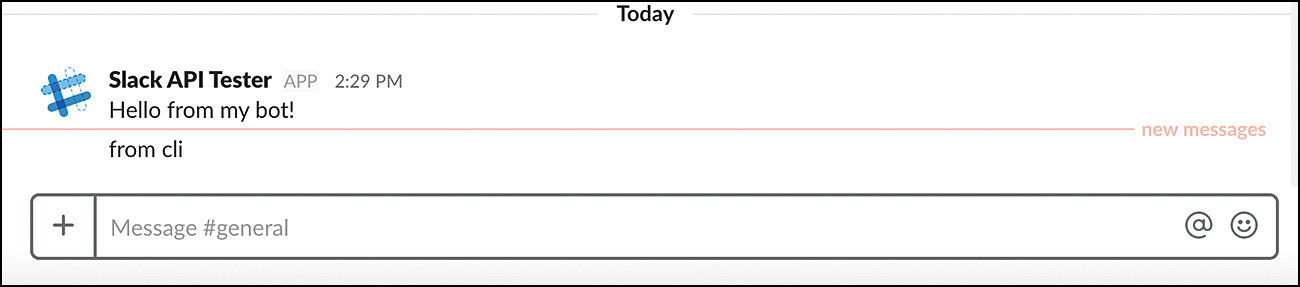 Today
Slack API Tester APP 2:29 PM
Hello from my bot!
new messages
from cli
Message #general